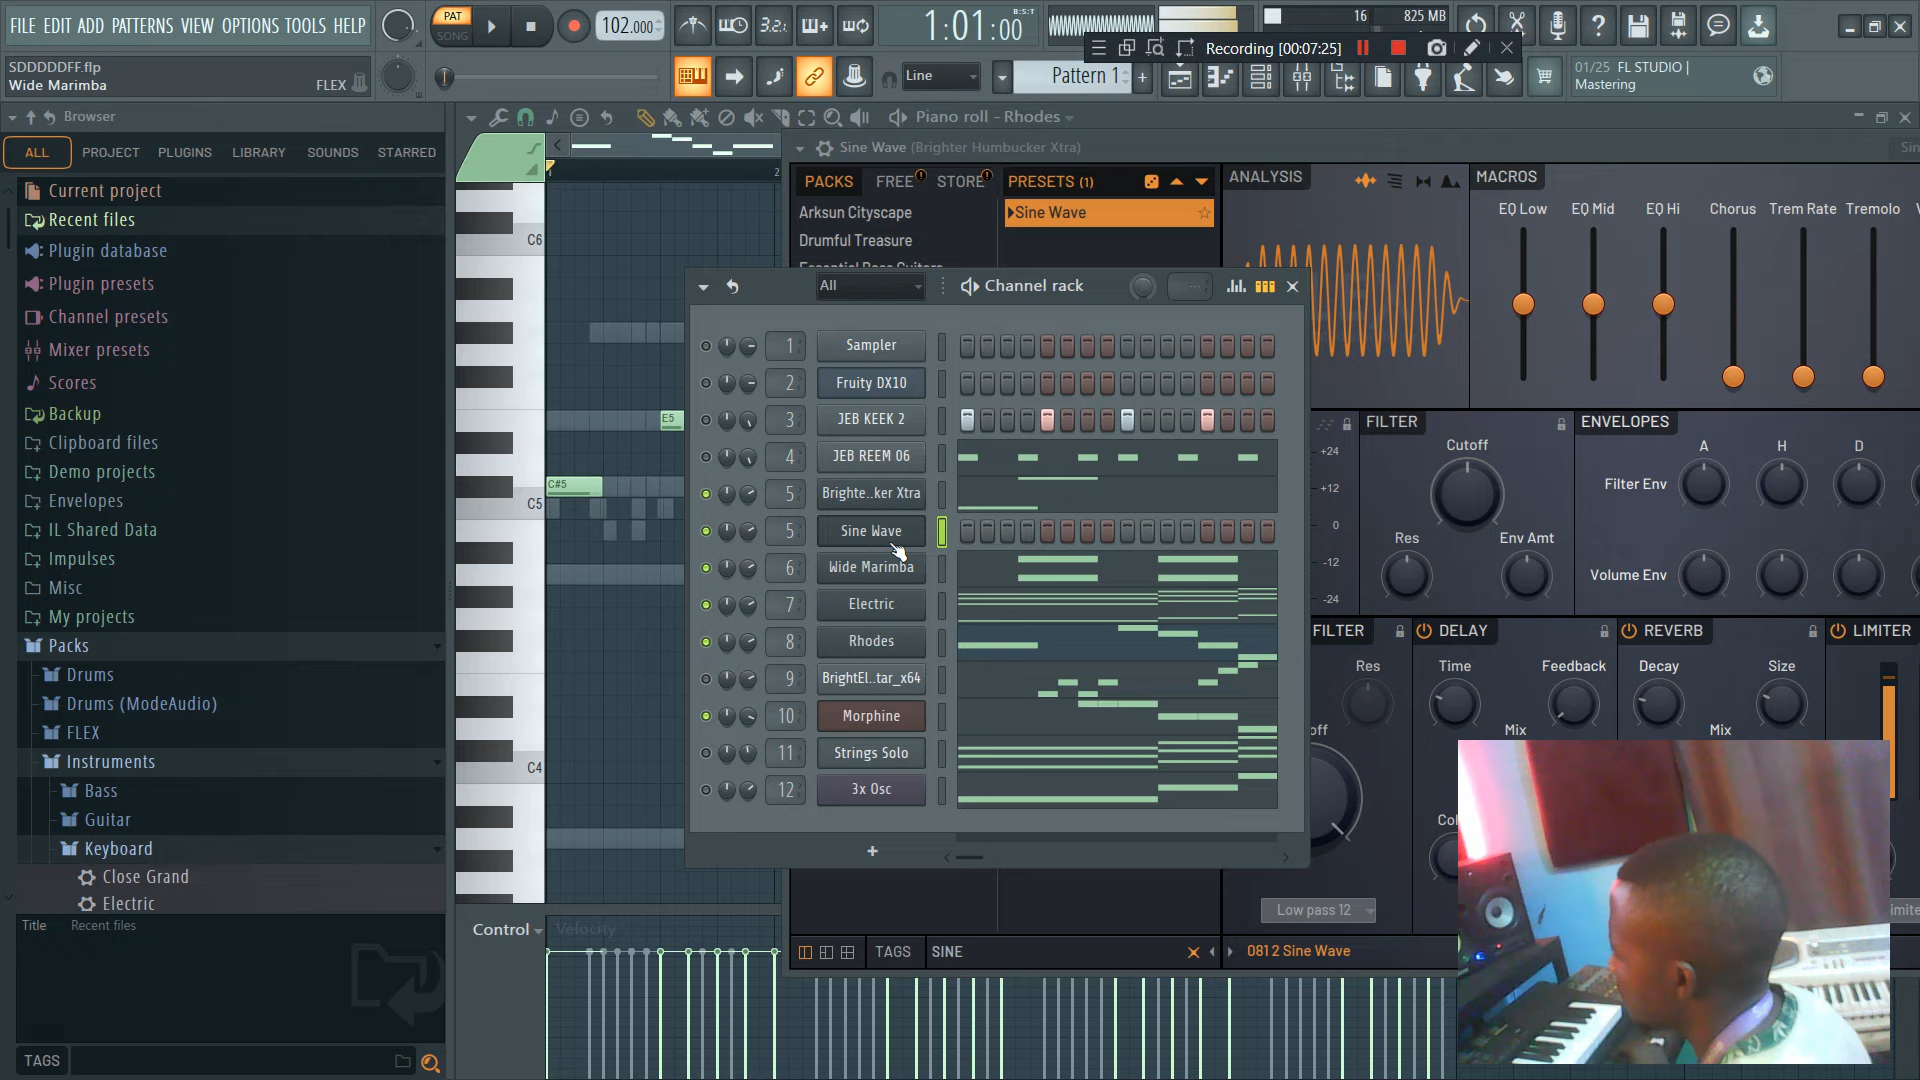 FILE EDIT ADD PATTERNS VIEW OPTIONS TOOLS HELP
PAT
SONG
102.000
3.2.
1:01:00
B:S:T
16
825 MB
SDDDDDFF.flp
Wide Marimba
FLEX
Line
Pattern 1
+
Recording [00:07:25]
01/25 FL STUDIO |
Mastering
Browser
Piano roll - Rhodes
ALL
PROJECT
PLUGINS
LIBRARY
SOUNDS
STARRED
Current project
Recent files
Plugin database
Plugin presets
Channel presets
Mixer presets
Scores
Backup
Clipboard files
Demo projects
Envelopes
IL Shared Data
Impulses
Misc
My projects
Packs
Drums
Drums (ModeAudio)
FLEX
Instruments
Bass
Guitar
Keyboard
Close Grand
Electric
Title
Recent files
TAGS
C6
E5
C#5
C5
C4
Control
Velocity
Sine Wave (Brighter Humbucker Xtra)
PACKS
FREE
STORE
PRESETS (1)
Arksun Cityscape
Drumful Treasure
Essential Bass Guitars
Sine Wave
ANALYSIS
MACROS
EQ Low
EQ Mid
EQ Hi
Chorus
Trem Rate
Tremolo
All
Channel rack
1 Sampler
2 Fruity DX10
3 JEB KEEK 2
4 JEB REEM 06
5 Brighte..ker Xtra
5 Sine Wave
6 Wide Marimba
7 Electric
8 Rhodes
9 BrightEl..tar_x64
10 Morphine
11 Strings Solo
12 3x Osc
+
+24
+12
0
-12
-24
FILTER
Cutoff
Res
Env Amt
ENVELOPES
A
H
D
Filter Env
Volume Env
FILTER
Res
DELAY
Time
Feedback
Mix
REVERB
Decay
Size
Mix
LIMITER
Low pass 12
TAGS
SINE
081 2 Sine Wave